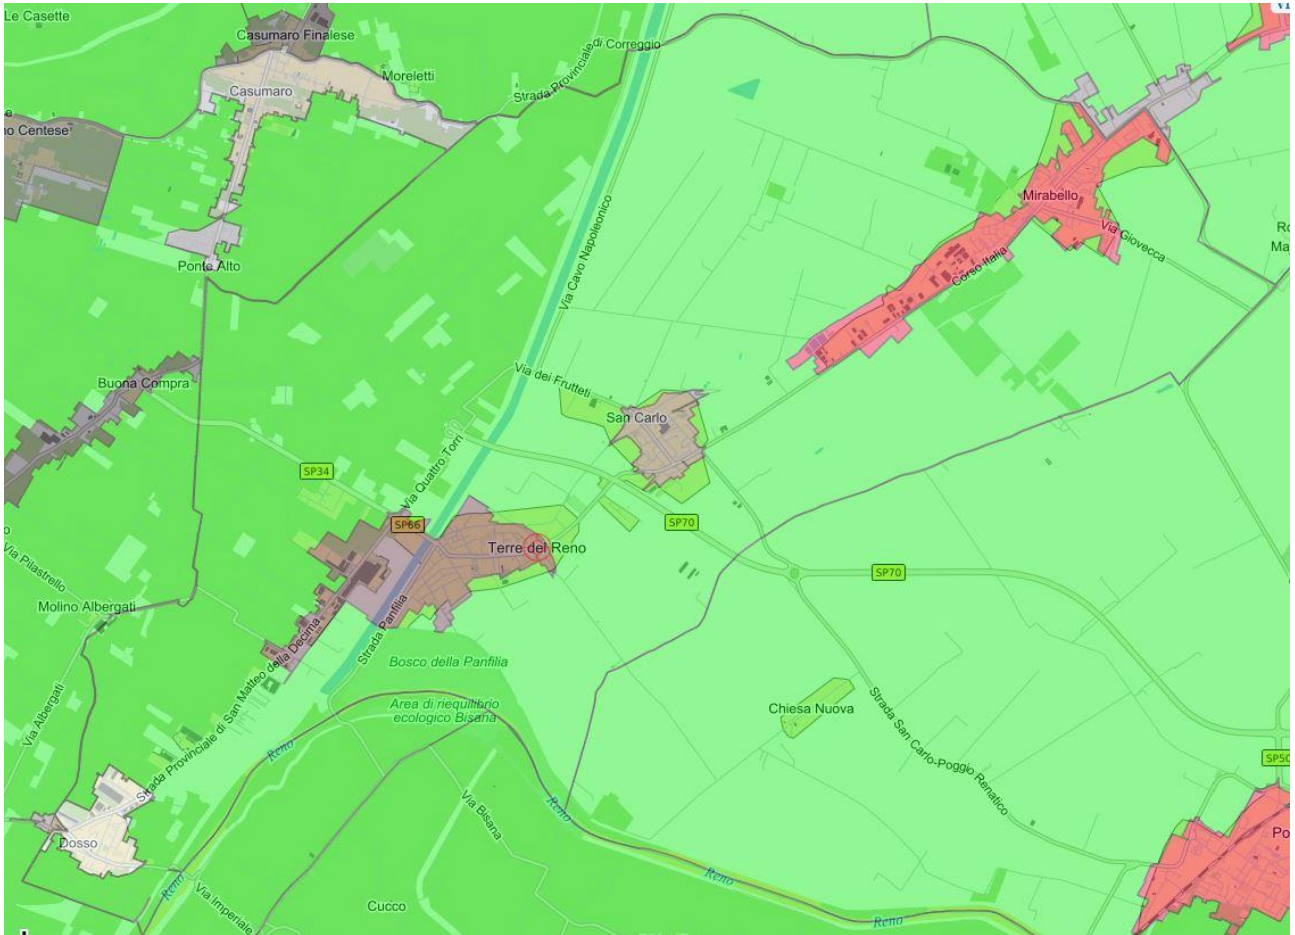 Le Casette
Casumaro Finalese
Strada Provinciale di Correggio
Moreletti
Casumaro
no Centese
Mirabello
Via Giovecca
Via Cavo Napoleonico
Ponte Alto
Corso Italia
Via dei Frutteti
Buona Compra
San Carlo
Via Quattro Torri
SP34
SP66
SP70
Terre del Reno
SP70
Via Pilastrello
Molino Albergati
Strada Panfilia
Bosco della Panfilia
Strada Provinciale di San Matteo della Decima
Area di riequilibrio
ecologico Bisana
Chiesa Nuova
Via Albergati
Reno
Strada San Carlo-Poggio Renatico
SP50
Reno
Via Bisana
Dosso
Po
Reno
Reno
Via Imperiale
Cucco
Reno